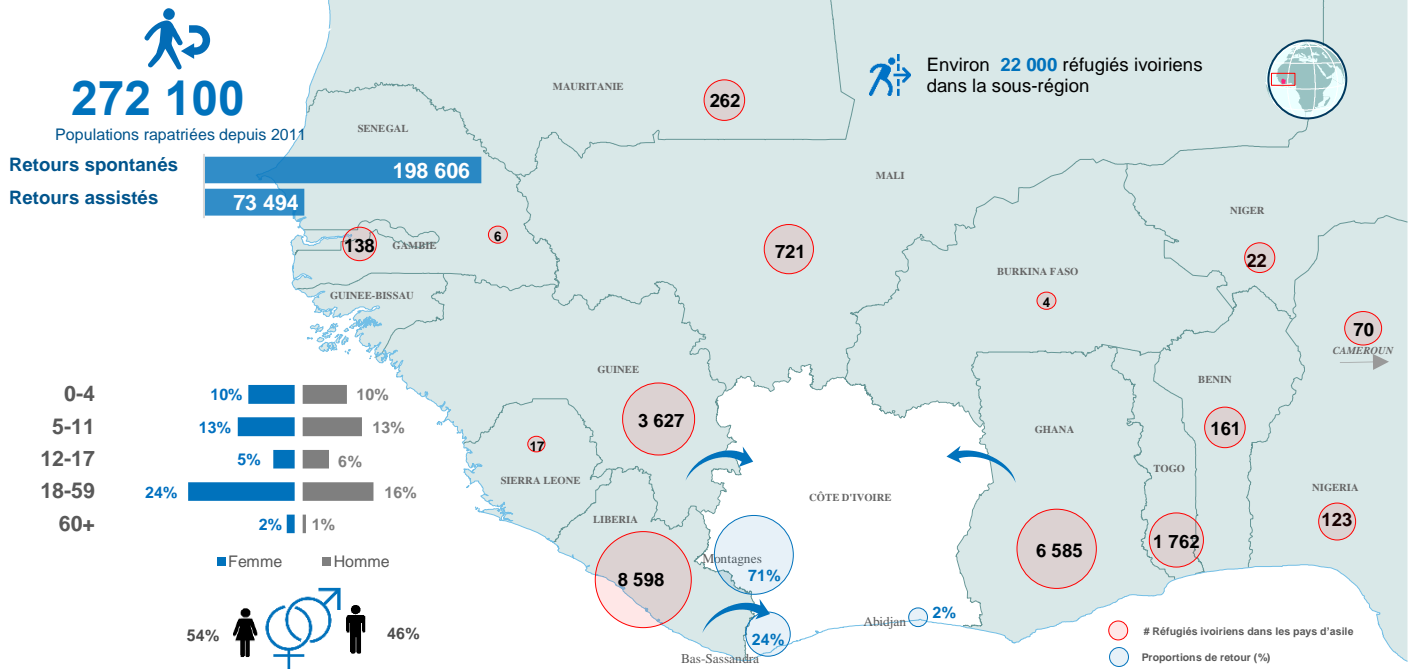 272 100
Populations rapatriées depuis 2011
Retours spontanés
198 606
Retours assistés
73 494
Environ 22 000 réfugiés ivoiriens
dans la sous-région
MAURITANIE
262
SENEGAL
MALI
721
6
138
GAMBIE
GUINEE-BISSAU
NIGER
22
BURKINA FASO
4
70
CAMEROUN
GUINEE
3 627
17
SIERRA LEONE
LIBERIA
8 598
CÔTE D'IVOIRE
GHANA
6 585
TOGO
1 762
BENIN
161
NIGERIA
123
Montagnes
71%
24%
Bas-Sassandra
Abidjan
2%
0-4
10%
10%
5-11
13%
13%
12-17
5%
6%
18-59
24%
16%
60+
2%
1%
Femme
Homme
54%
46%
# Réfugiés ivoiriens dans les pays d'asile
Proportions de retour (%)